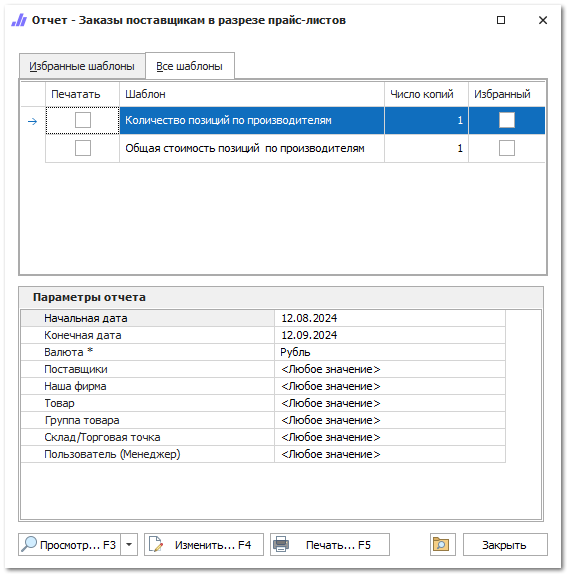 Отчет - Заказы поставщикам в разрезе прайс-листов
Избранные шаблоны Все шаблоны
Печатать Шаблон Число копий Избранный
Количество позиций по производителям 1
Общая стоимость позиций  по производителям 1
Параметры отчета
Начальная дата 12.08.2024
Конечная дата 12.09.2024
Валюта * Рубль
Поставщики <Любое значение>
Наша фирма <Любое значение>
Товар <Любое значение>
Группа товара <Любое значение>
Склад/Торговая точка <Любое значение>
Пользователь (Менеджер) <Любое значение>
Просмотр... F3 Изменить... F4 Печать... F5 Закрыть